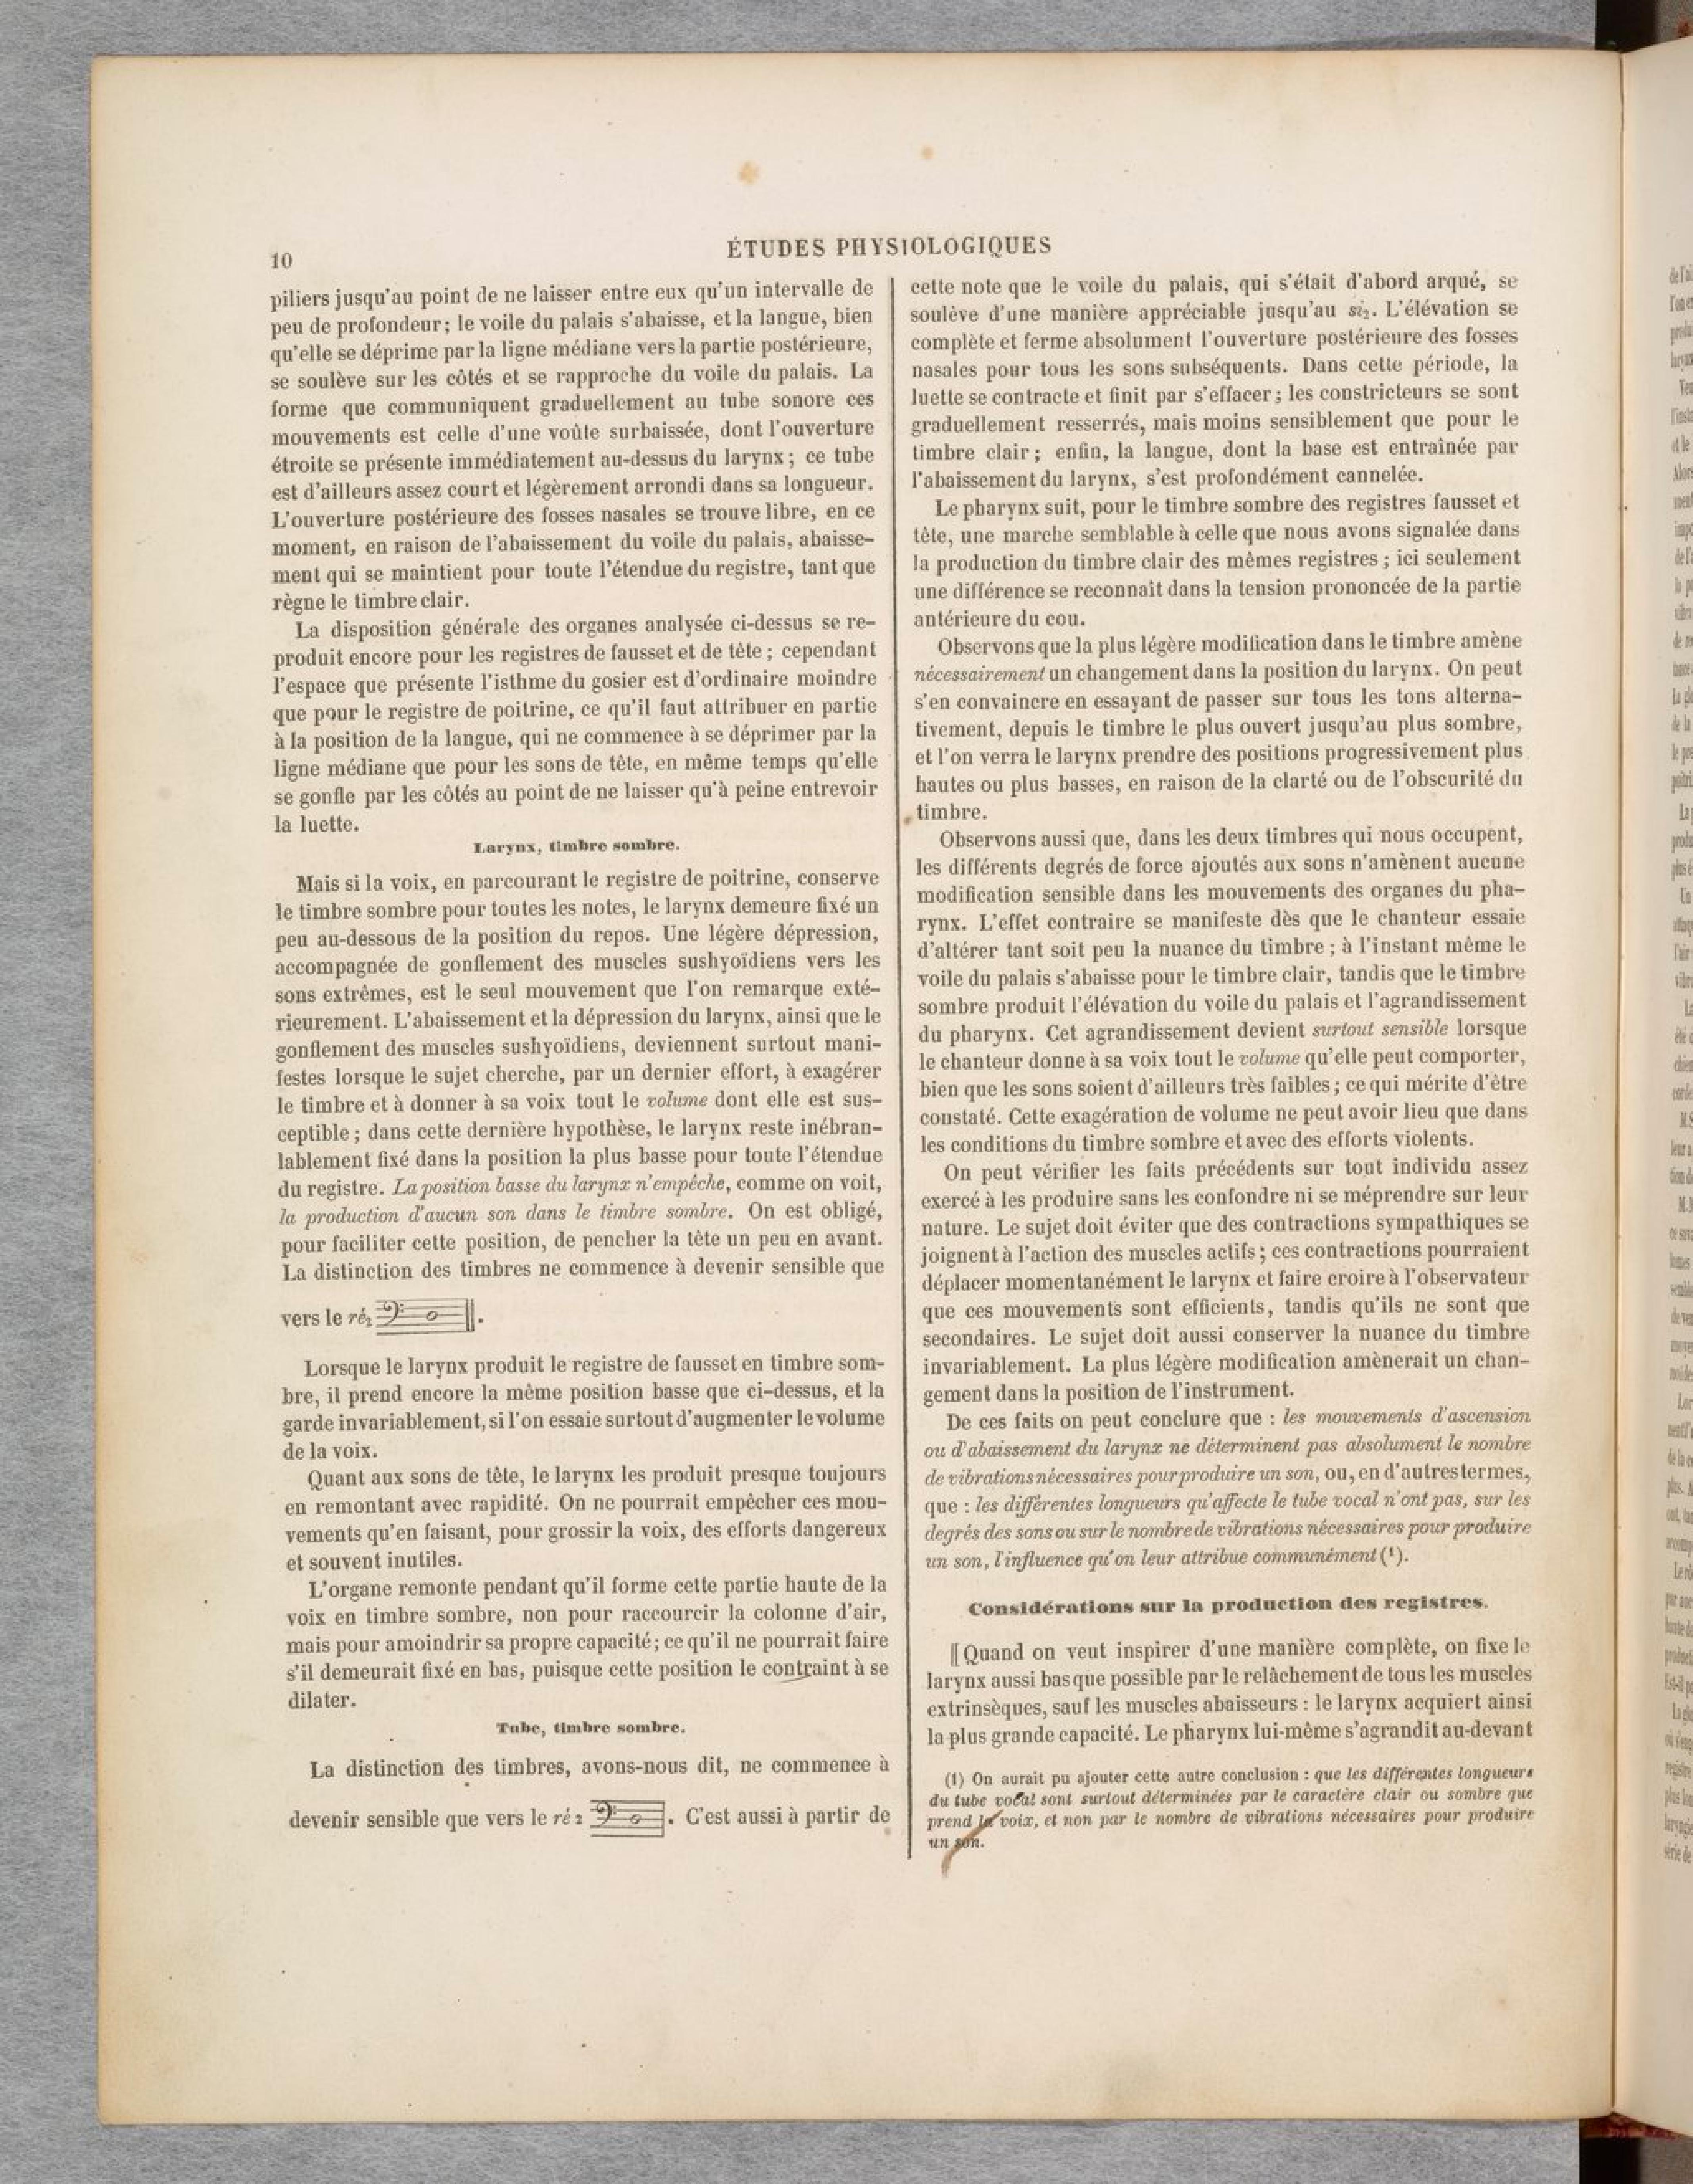 10
ÉTUDES PHYSIOLOGIQUES
piliers jusqu'au point de ne laisser entre eux qu'un intervalle de
peu de profondeur; le voile du palais s'abaisse, et la langue, bien
qu'elle se déprime par la ligne médiane vers la partie postérieure,
se soulève sur les côtés et se rapproche du voile du palais. La
forme que communiquent graduellement au tube sonore ces
mouvements est celle d'une voûte surbaissée, dont l'ouverture
étroite se présente immédiatement au-dessus du larynx; ce tube
est d'ailleurs assez court et légèrement arrondi dans sa longueur.
L'ouverture postérieure des fosses nasales se trouve libre, en ce
moment, en raison de l'abaissement du voile du palais, abaisse-
ment qui se maintient pour toute l'étendue du registre, tant que
règne le timbre clair.
La disposition générale des organes analysée ci-dessus se re-
produit encore pour les registres de fausset et de tête; cependant
l'espace que présente l'isthme du gosier est d'ordinaire moindre
que pour le registre de poitrine, ce qu'il faut attribuer en partie
à la position de la langue, qui ne commence à se déprimer par la
ligne médiane que pour les sons de tête, en même temps qu'elle
se gonfle par les côtés au point de ne laisser qu'à peine entrevoir
la luette.
Larynx, timbre sombre.
Mais si la voix, en parcourant le registre de poitrine, conserve
le timbre sombre pour toutes les notes, le larynx demeure fixé un
peu au-dessous de la position du repos. Une légère dépression,
accompagnée de gonflement des muscles sushyoïdiens vers les
sons extrêmes, est le seul mouvement que l'on remarque exté-
rieurement. L'abaissement et la dépression du larynx, ainsi que le
gonflement des muscles sushyoïdiens, deviennent surtout mani-
festes lorsque le sujet cherche, par un dernier effort, à exagérer
le timbre et à donner à sa voix tout le volume dont elle est sus-
ceptible; dans cette dernière hypothèse, le larynx reste inébran-
lablement fixé dans la position la plus basse pour toute l'étendue
du registre. La position basse du larynx n'empêche, comme on voit,
la production d'aucun son dans le timbre sombre. On est obligé,
pour faciliter cette position, de pencher la tête un peu en avant.
La distinction des timbres ne commence à devenir sensible que
vers le ré₂ .
Lorsque le larynx produit le registre de fausset en timbre som-
bre, il prend encore la même position basse que ci-dessus, et la
garde invariablement, si l'on essaie surtout d'augmenter le volume
de la voix.
Quant aux sons de tête, le larynx les produit presque toujours
en remontant avec rapidité. On ne pourrait empêcher ces mou-
vements qu'en faisant, pour grossir la voix, des efforts dangereux
et souvent inutiles.
L'organe remonte pendant qu'il forme cette partie haute de la
voix en timbre sombre, non pour raccourcir la colonne d'air,
mais pour amoindrir sa propre capacité; ce qu'il ne pourrait faire
s'il demeurait fixé en bas, puisque cette position le contraint à se
dilater.
Tube, timbre sombre.
La distinction des timbres, avons-nous dit, ne commence à
devenir sensible que vers le ré 2 . C'est aussi à partir de
cette note que le voile du palais, qui s'était d'abord arqué, se
soulève d'une manière appréciable jusqu'au si₂. L'élévation se
complète et ferme absolument l'ouverture postérieure des fosses
nasales pour tous les sons subséquents. Dans cette période, la
luette se contracte et finit par s'effacer; les constricteurs se sont
graduellement resserrés, mais moins sensiblement que pour le
timbre clair; enfin, la langue, dont la base est entraînée par
l'abaissement du larynx, s'est profondément cannelée.
Le pharynx suit, pour le timbre sombre des registres fausset et
tête, une marche semblable à celle que nous avons signalée dans
la production du timbre clair des mêmes registres; ici seulement
une différence se reconnaît dans la tension prononcée de la partie
antérieure du cou.
Observons que la plus légère modification dans le timbre amène
nécessairement un changement dans la position du larynx. On peut
s'en convaincre en essayant de passer sur tous les tons alterna-
tivement, depuis le timbre le plus ouvert jusqu'au plus sombre,
et l'on verra le larynx prendre des positions progressivement plus
hautes ou plus basses, en raison de la clarté ou de l'obscurité du
timbre.
Observons aussi que, dans les deux timbres qui nous occupent,
les différents degrés de force ajoutés aux sons n'amènent aucune
modification sensible dans les mouvements des organes du pha-
rynx. L'effet contraire se manifeste dès que le chanteur essaie
d'altérer tant soit peu la nuance du timbre; à l'instant même le
voile du palais s'abaisse pour le timbre clair, tandis que le timbre
sombre produit l'élévation du voile du palais et l'agrandissement
du pharynx. Cet agrandissement devient surtout sensible lorsque
le chanteur donne à sa voix tout le volume qu'elle peut comporter,
bien que les sons soient d'ailleurs très faibles; ce qui mérite d'être
constaté. Cette exagération de volume ne peut avoir lieu que dans
les conditions du timbre sombre et avec des efforts violents.
On peut vérifier les faits précédents sur tout individu assez
exercé à les produire sans les confondre ni se méprendre sur leur
nature. Le sujet doit éviter que des contractions sympathiques se
joignent à l'action des muscles actifs; ces contractions pourraient
déplacer momentanément le larynx et faire croire à l'observateur
que ces mouvements sont efficients, tandis qu'ils ne sont que
secondaires. Le sujet doit aussi conserver la nuance du timbre
invariablement. La plus légère modification amènerait un chan-
gement dans la position de l'instrument.
De ces faits on peut conclure que : les mouvements d'ascension
ou d'abaissement du larynx ne déterminent pas absolument le nombre
de vibrations nécessaires pour produire un son, ou, en d'autres termes,
que : les différentes longueurs qu'affecte le tube vocal n'ont pas, sur les
degrés des sons ou sur le nombre de vibrations nécessaires pour produire
un son, l'influence qu'on leur attribue communément (¹).
Considérations sur la production des registres.
‖ Quand on veut inspirer d'une manière complète, on fixe le
larynx aussi bas que possible par le relâchement de tous les muscles
extrinsèques, sauf les muscles abaisseurs : le larynx acquiert ainsi
la plus grande capacité. Le pharynx lui-même s'agrandit au-devant
(1) On aurait pu ajouter cette autre conclusion : que les différentes longueurs
du tube vocal sont surtout déterminées par le caractère clair ou sombre que
prend la voix, et non par le nombre de vibrations nécessaires pour produire
un son.